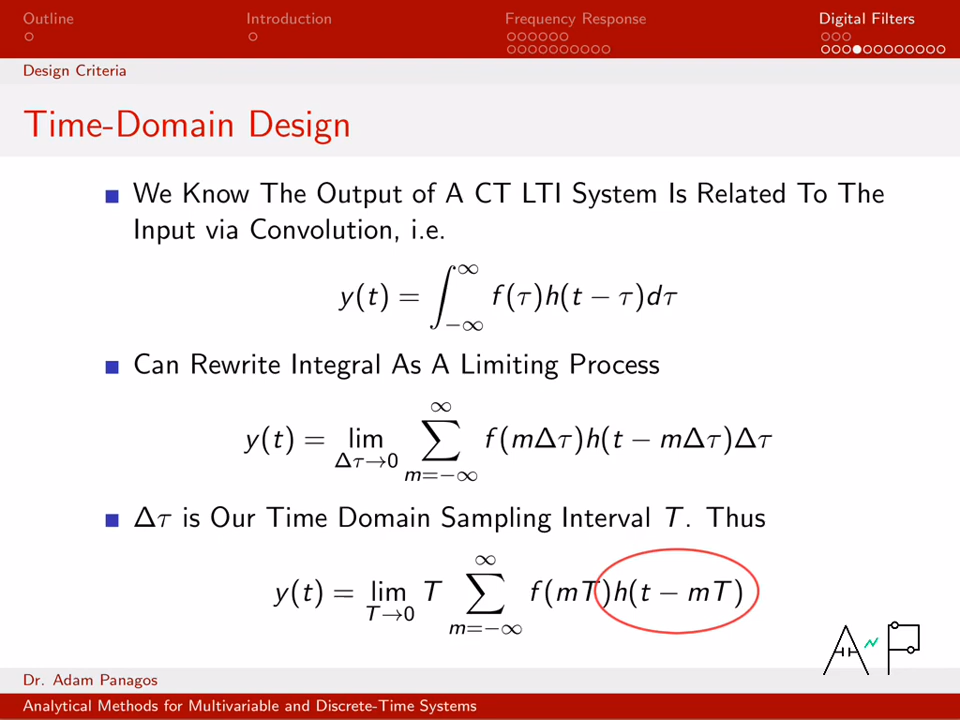 Outline Introduction Frequency Response Digital Filters
Design Criteria
Time-Domain Design
We Know The Output of A CT LTI System Is Related To The
Input via Convolution, i.e.
y(t) = ∫_{−∞}^{∞} f(τ)h(t − τ)dτ
Can Rewrite Integral As A Limiting Process
y(t) = lim_{Δτ→0} ∑_{m=−∞}^{∞} f(mΔτ)h(t − mΔτ)Δτ
Δτ is Our Time Domain Sampling Interval T. Thus
y(t) = lim_{T→0} T ∑_{m=−∞}^{∞} f(mT)h(t − mT)
AP
Dr. Adam Panagos
Analytical Methods for Multivariable and Discrete-Time Systems